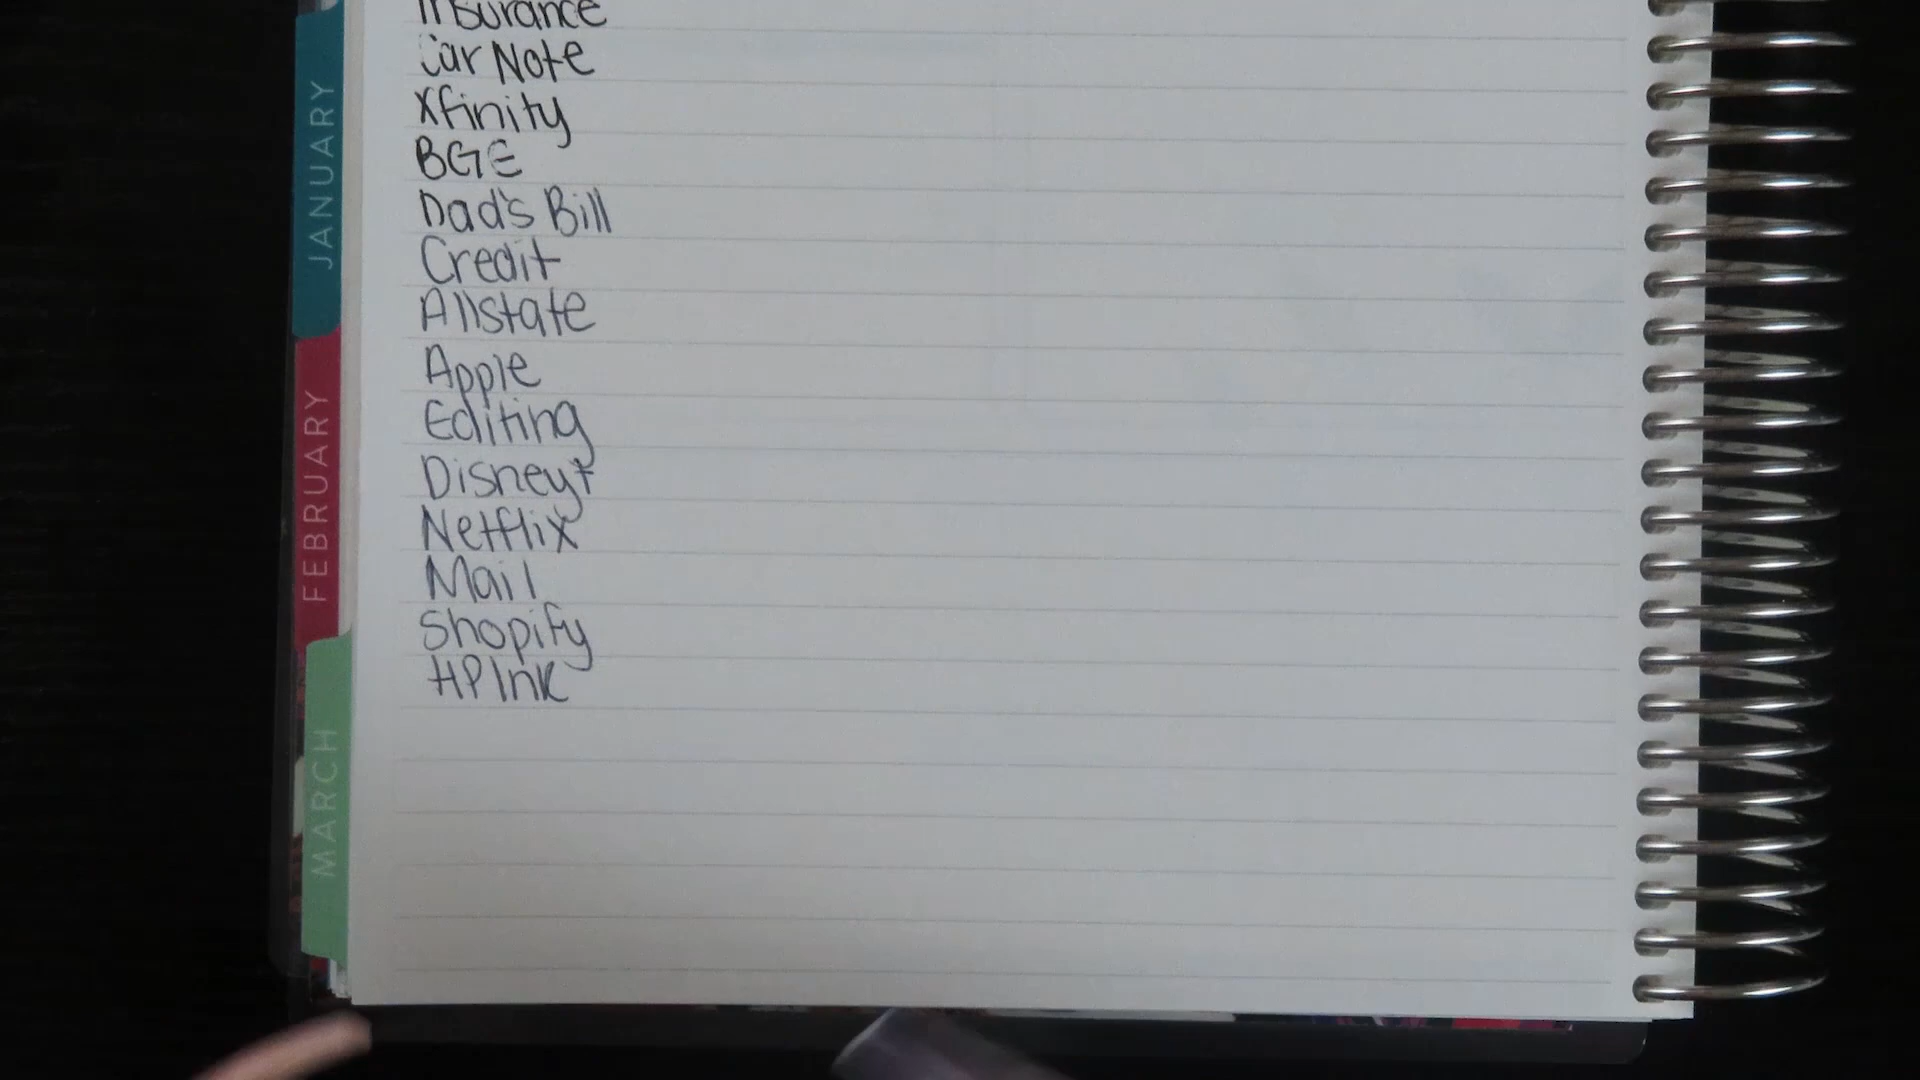 Insurance
Car Note
Xfinity
BGE
Dad's Bill
Credit
Allstate
Apple
Editing
Disney+
Netflix
Mail
Shopify
HP Ink
JANUARY
FEBRUARY
MARCH